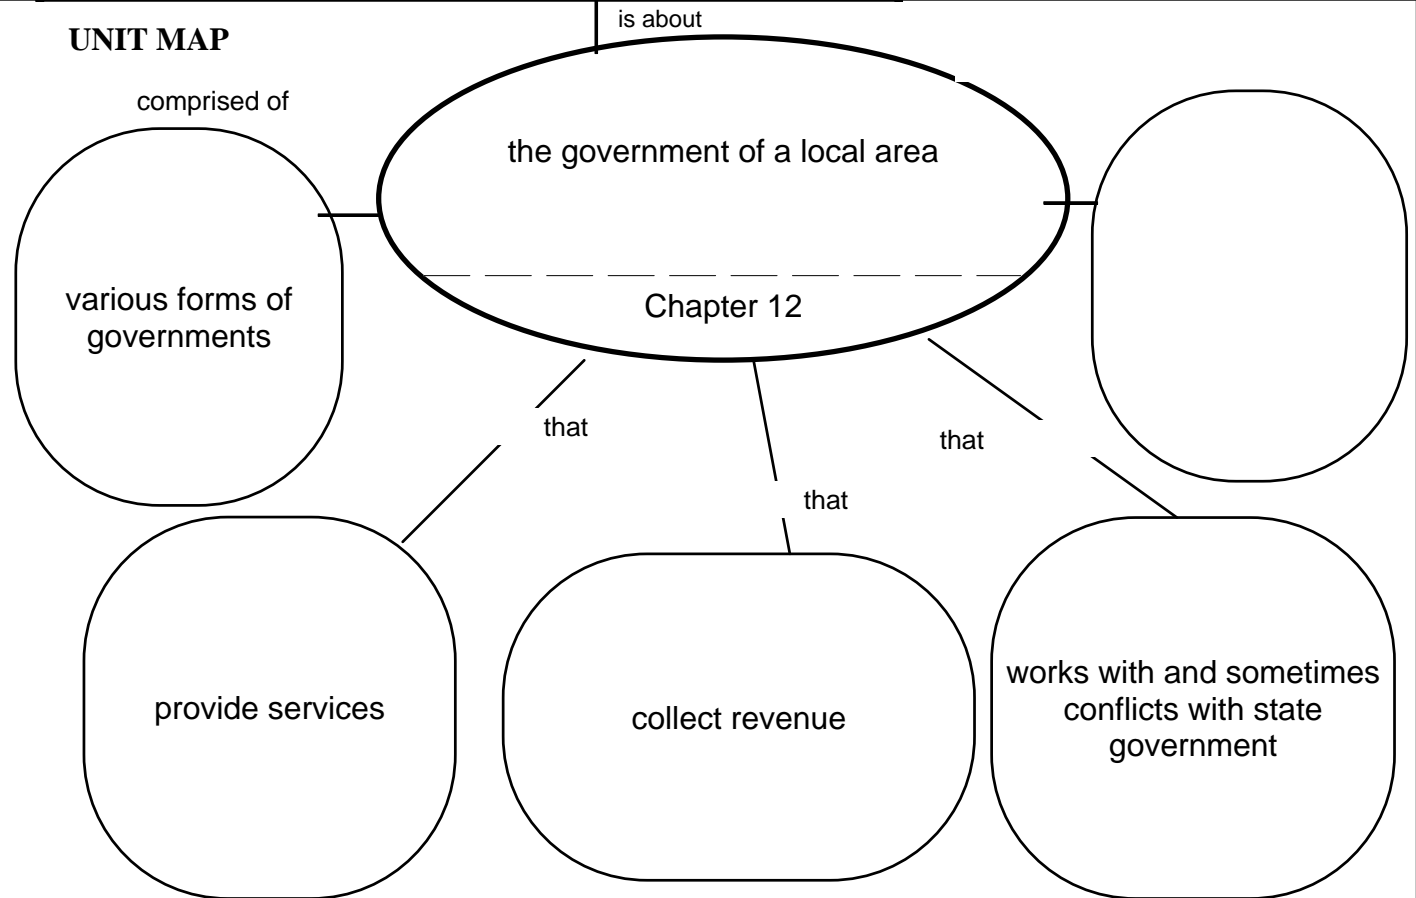 is about
UNIT MAP
comprised of
the government of a local area
Chapter 12
various forms of
governments
that
that
that
provide services
collect revenue
works with and sometimes
conflicts with state
government